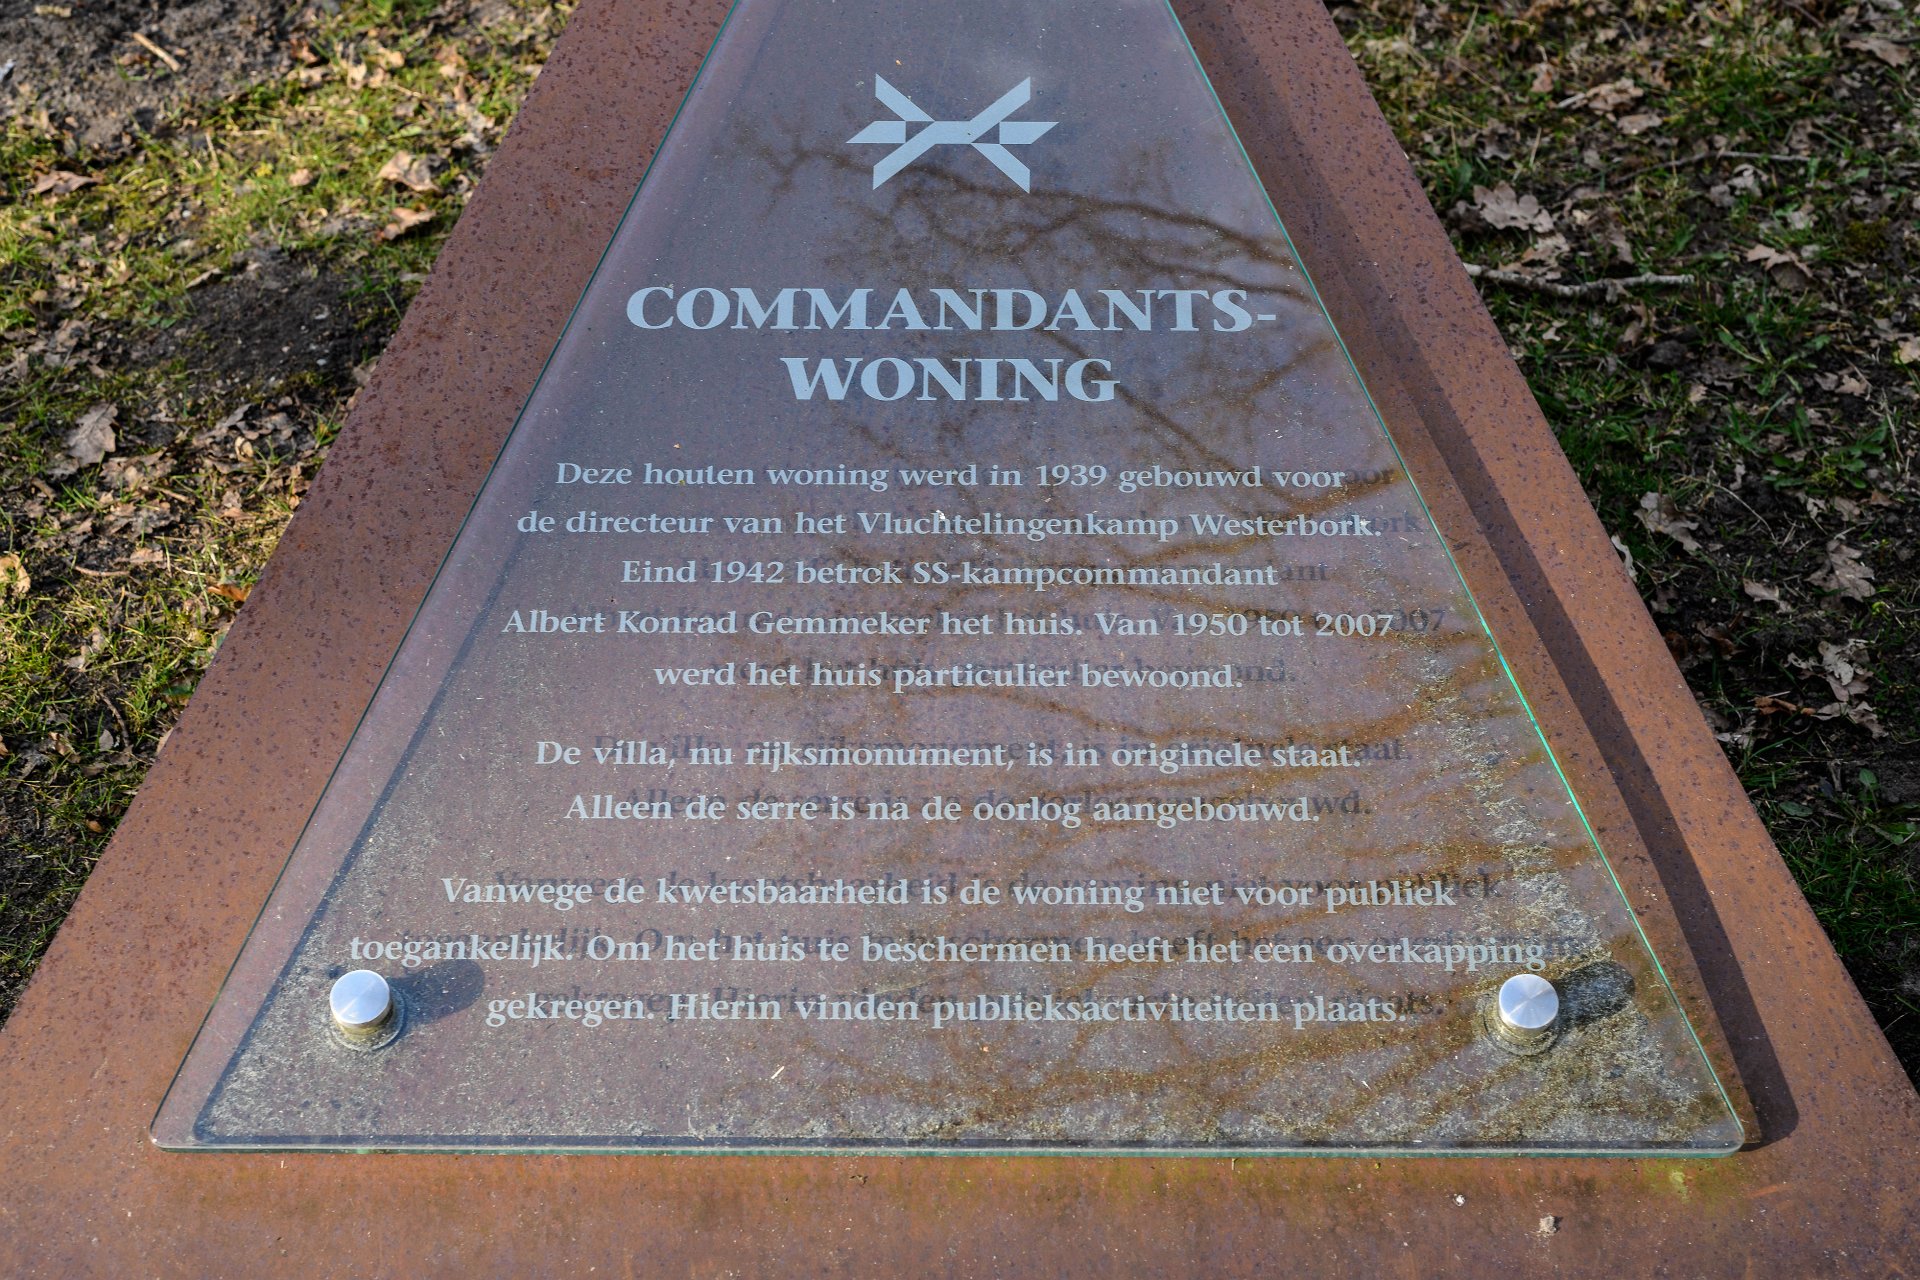 COMMANDANTS-
WONING
Deze houten woning werd in 1939 gebouwd voor
de directeur van het Vluchtelingenkamp Westerbork.
Eind 1942 betrok SS-kampcommandant
Albert Konrad Gemmeker het huis. Van 1950 tot 2007
werd het huis particulier bewoond.
De villa, nu rijksmonument, is in originele staat.
Alleen de serre is na de oorlog aangebouwd.
Vanwege de kwetsbaarheid is de woning niet voor publiek
toegankelijk. Om het huis te beschermen heeft het een overkapping
gekregen. Hierin vinden publieksactiviteiten plaats.